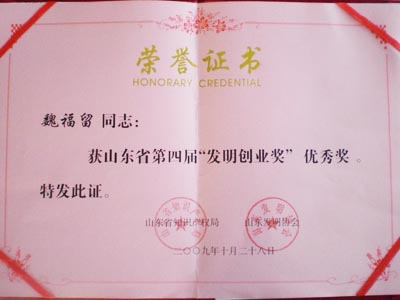 荣誉证书
HONORARY CREDENTIAL
魏福留 同志：
获山东省第四届“发明创业奖” 优秀奖 。
特发此证。
山东省知识产权局 山东发明协会
二〇〇九年十月二十八日